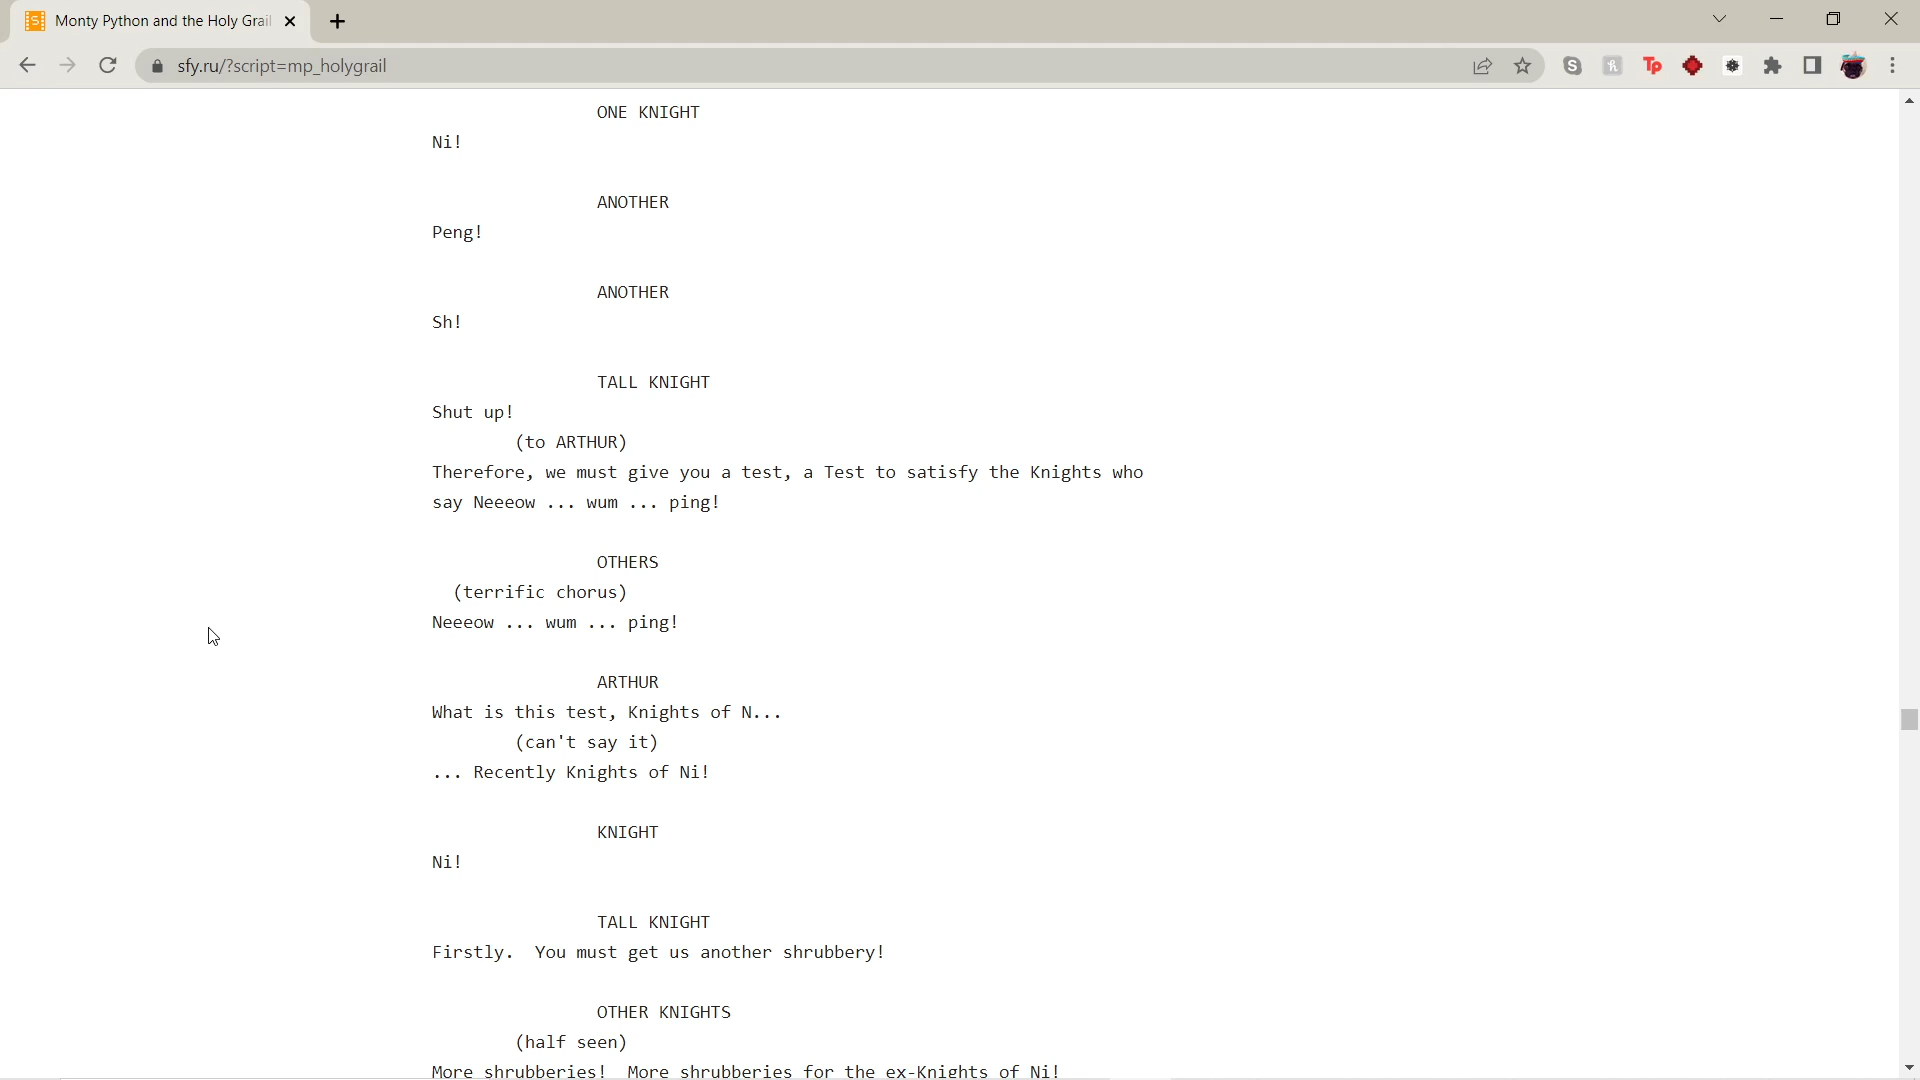 Monty Python and the Holy Grail
sfy.ru/?script=mp_holygrail
ONE KNIGHT
Ni!
ANOTHER
Peng!
ANOTHER
Sh!
TALL KNIGHT
Shut up!
(to ARTHUR)
Therefore, we must give you a test, a Test to satisfy the Knights who
say Neeeow ... wum ... ping!
OTHERS
(terrific chorus)
Neeeow ... wum ... ping!
ARTHUR
What is this test, Knights of N...
(can't say it)
... Recently Knights of Ni!
KNIGHT
Ni!
TALL KNIGHT
Firstly.  You must get us another shrubbery!
OTHER KNIGHTS
(half seen)
More shrubberies!  More shrubberies for the ex-Knights of Ni!